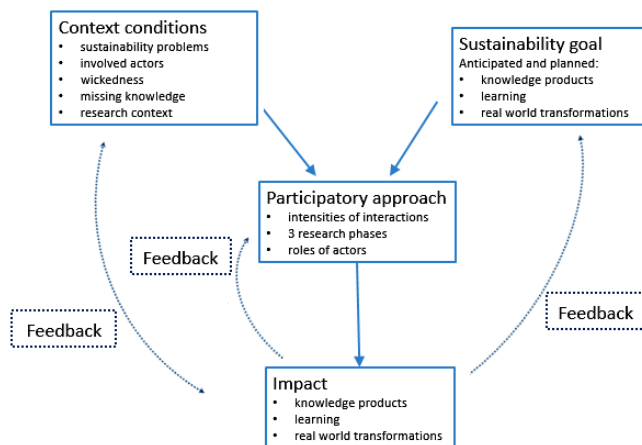 Context conditions
• sustainability problems
• involved actors
• wickedness
• missing knowledge
• research context
Sustainability goal
Anticipated and planned:
• knowledge products
• learning
• real world transformations
Participatory approach
• intensities of interactions
• 3 research phases
• roles of actors
Feedback
Feedback
Feedback
Impact
• knowledge products
• learning
• real world transformations